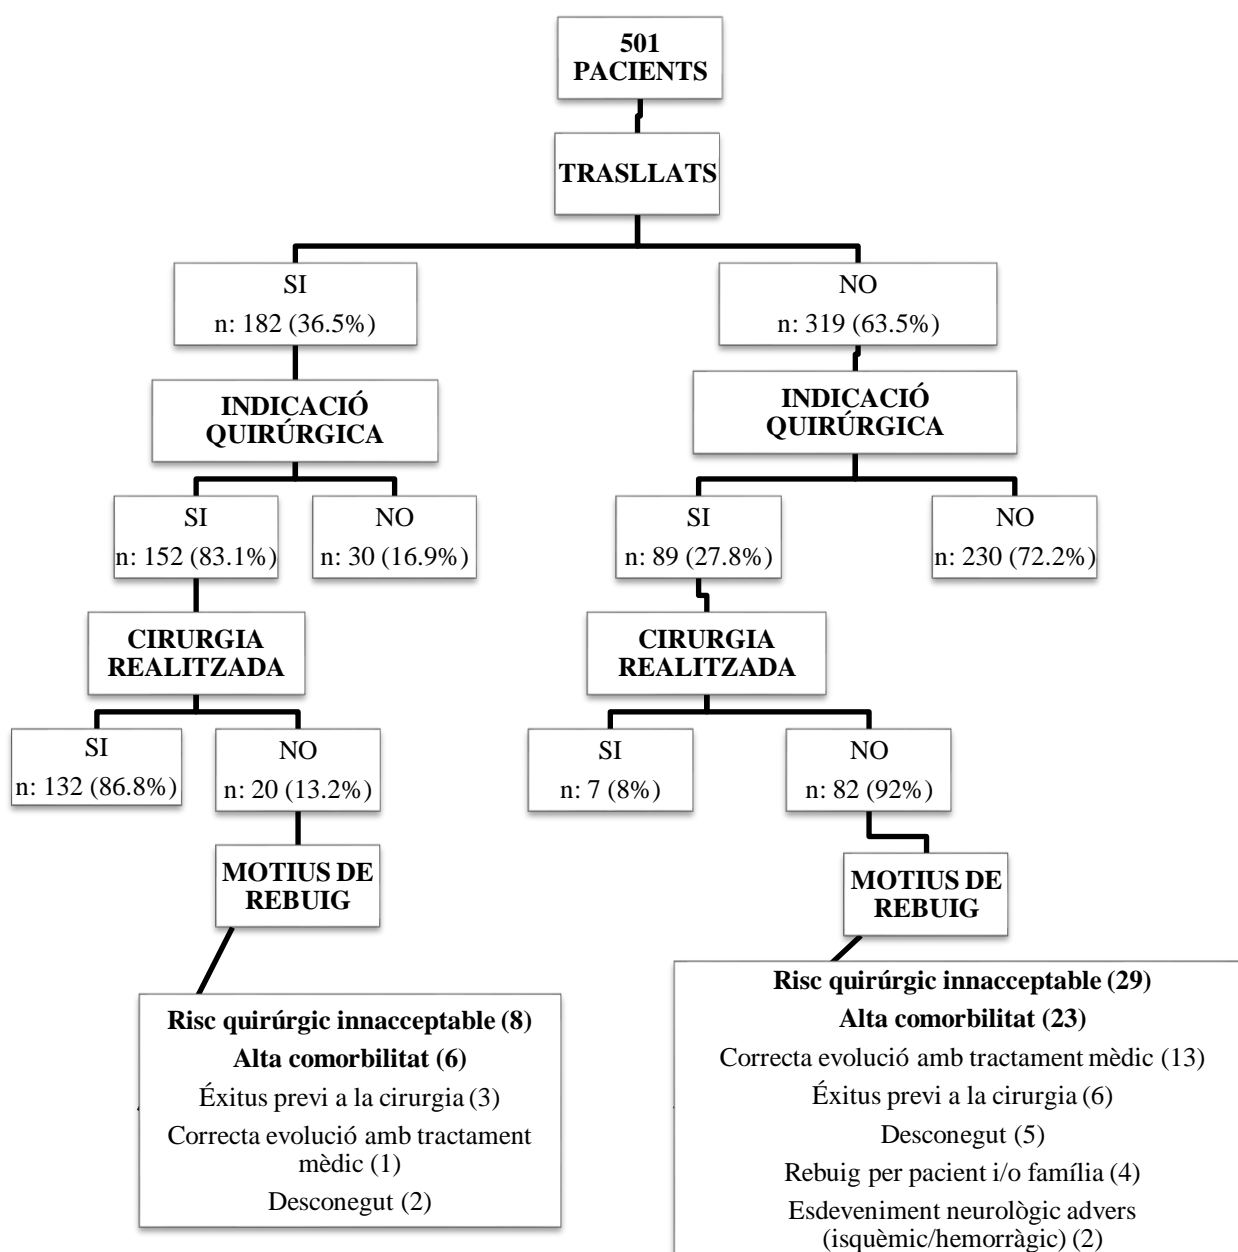 501
PACIENTS
TRASLLATS
SI
n: 182 (36.5%)
NO
n: 319 (63.5%)
INDICACIÓ
QUIRÚRGICA
INDICACIÓ
QUIRÚRGICA
SI
n: 152 (83.1%)
NO
n: 30 (16.9%)
SI
n: 89 (27.8%)
NO
n: 230 (72.2%)
CIRURGIA
REALITZADA
CIRURGIA
REALITZADA
SI
n: 132 (86.8%)
NO
n: 20 (13.2%)
SI
n: 7 (8%)
NO
n: 82 (92%)
MOTIUS DE
REBUIG
MOTIUS DE
REBUIG
Risc quirúrgic innacceptable (8)
Alta comorbilitat (6)
Éxitus previ a la cirurgia (3)
Correcta evolució amb tractament
mèdic (1)
Desconegut (2)
Risc quirúrgic innacceptable (29)
Alta comorbilitat (23)
Correcta evolució amb tractament mèdic (13)
Éxitus previ a la cirurgia (6)
Desconegut (5)
Rebuig per pacient i/o família (4)
Esdeveniment neurològic advers
(isquèmic/hemorràgic) (2)